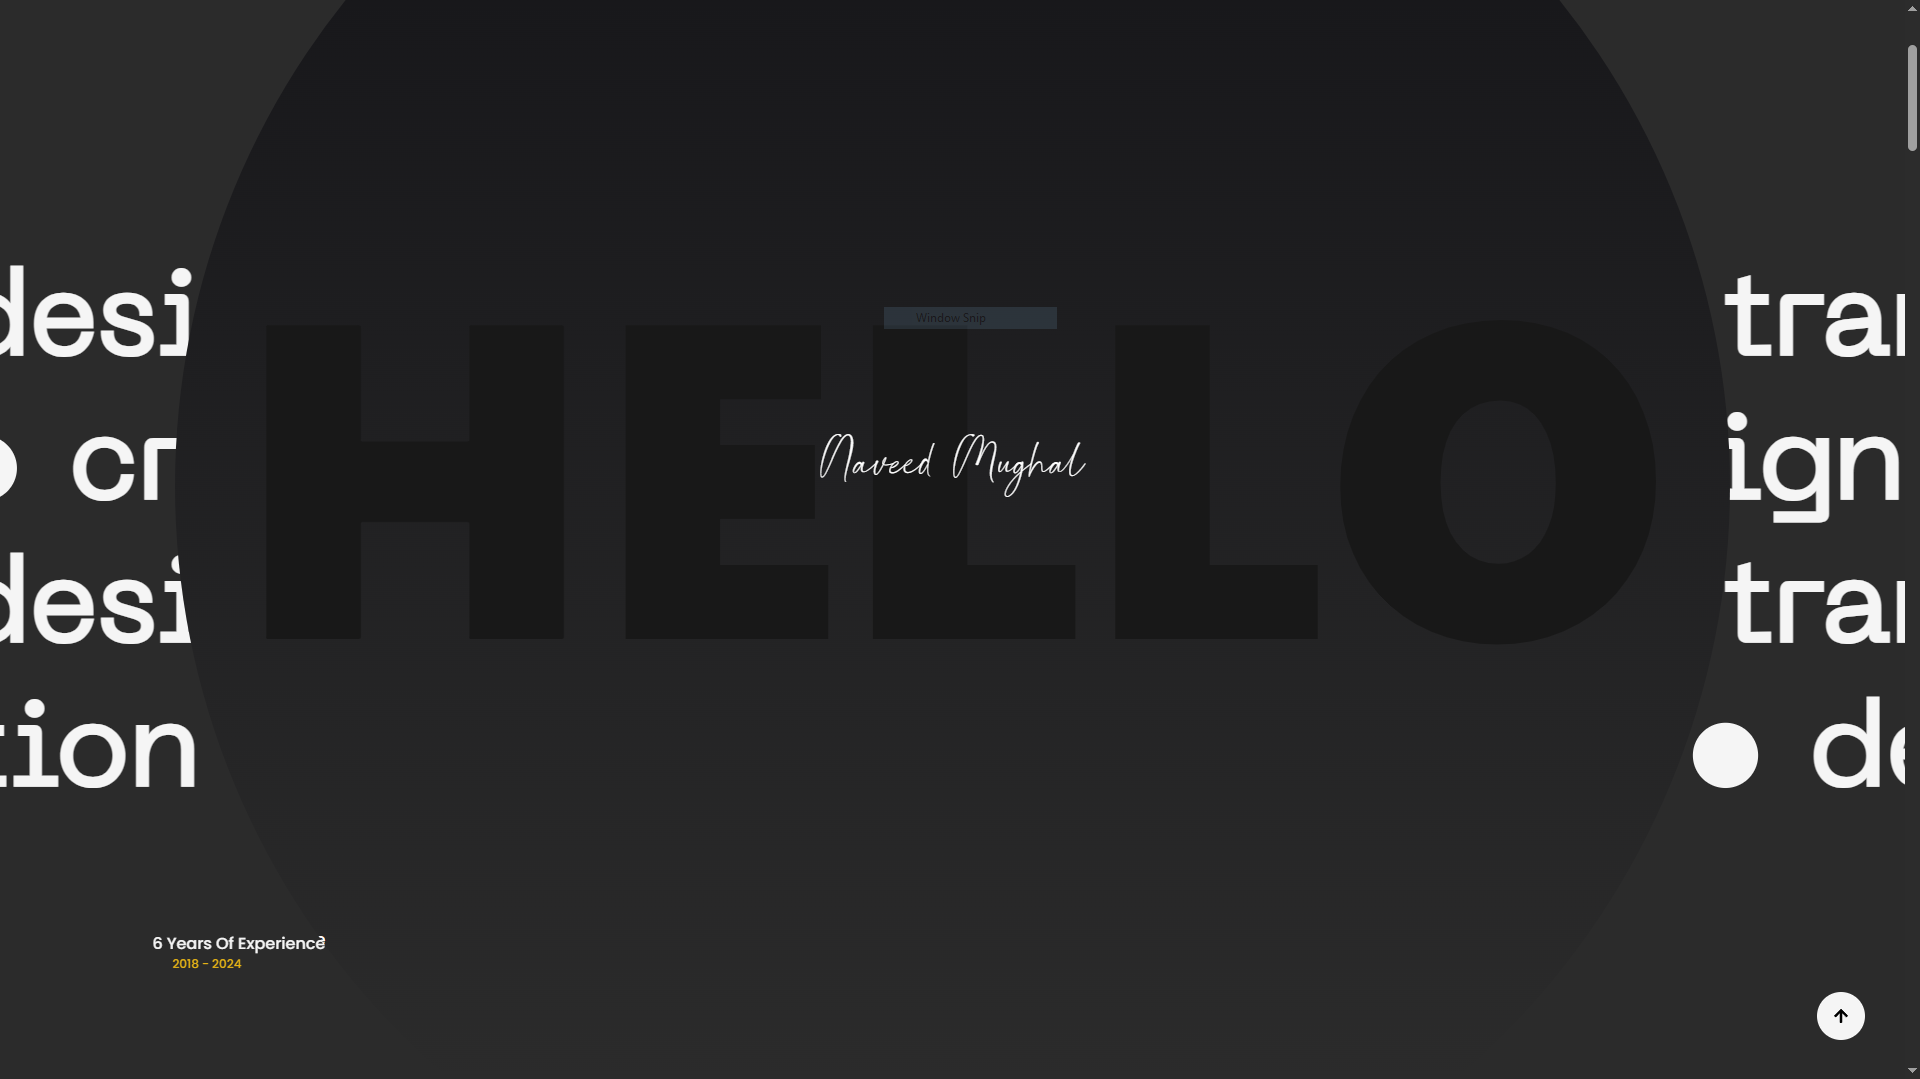 desi tra
Window Snip
HELLO
Naveed Mughal
cr ign
desi tra
tion de
6 Years Of Experience
2018 - 2024